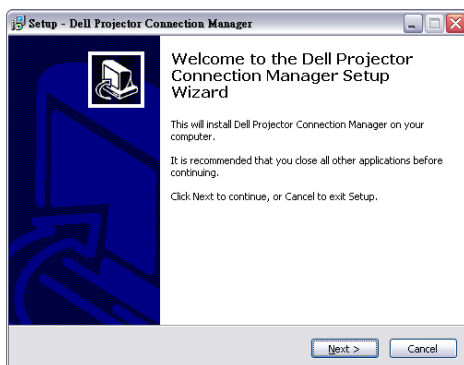 Setup - Dell Projector Connection Manager
Welcome to the Dell Projector
Connection Manager Setup
Wizard
This will install Dell Projector Connection Manager on your
computer.
It is recommended that you close all other applications before
continuing.
Click Next to continue, or Cancel to exit Setup.
Next >
Cancel